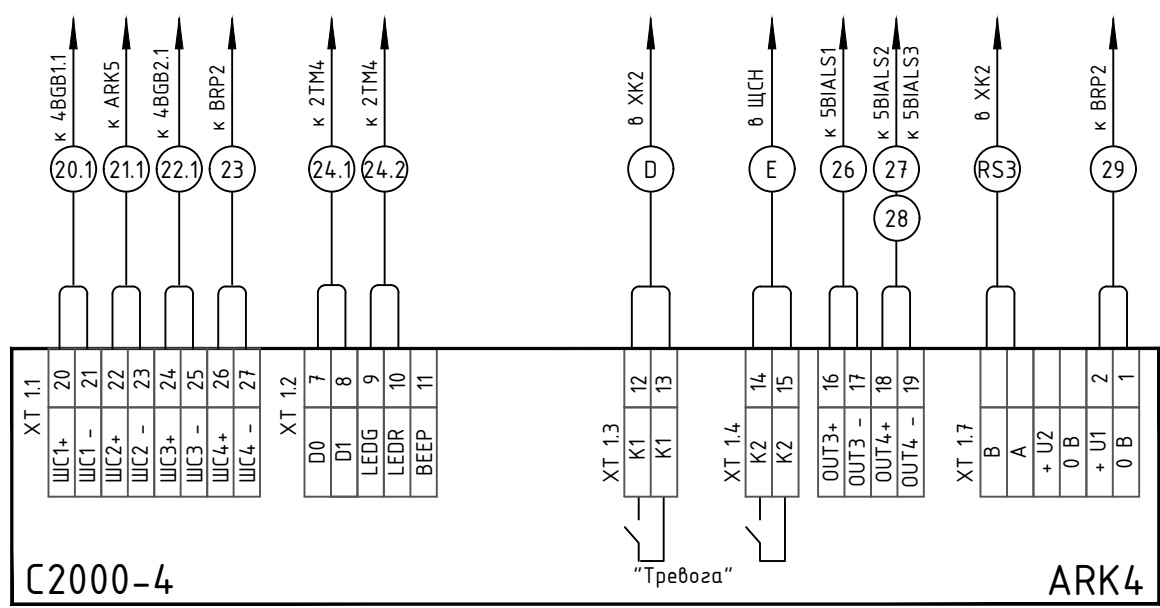 к 4BGB1.1
к ARK5
к 4BGB2.1
к BRP2
к 2TM4
к 2TM4
в ХК2
в ЩСН
к 5BIALS1
к 5BIALS2
к 5BIALS3
в ХК2
к BRP2
20.1
21.1
22.1
23
24.1
24.2
D
E
26
27
28
RS3
29
XT 1.1
20
21
22
23
24
25
26
27
ШС1+
ШС1 -
ШС2+
ШС2 -
ШС3+
ШС3 -
ШС4+
ШС4 -
XT 1.2
7
8
9
10
11
D0
D1
LEDG
LEDR
BEEP
XT 1.3
12
13
K1
K1
XT 1.4
14
15
K2
K2
16
17
18
19
OUT3+
OUT3 -
OUT4+
OUT4 -
XT 1.7
2
1
B
A
+ U2
0 B
+ U1
0 B
"Тревога"
С2000-4
ARK4